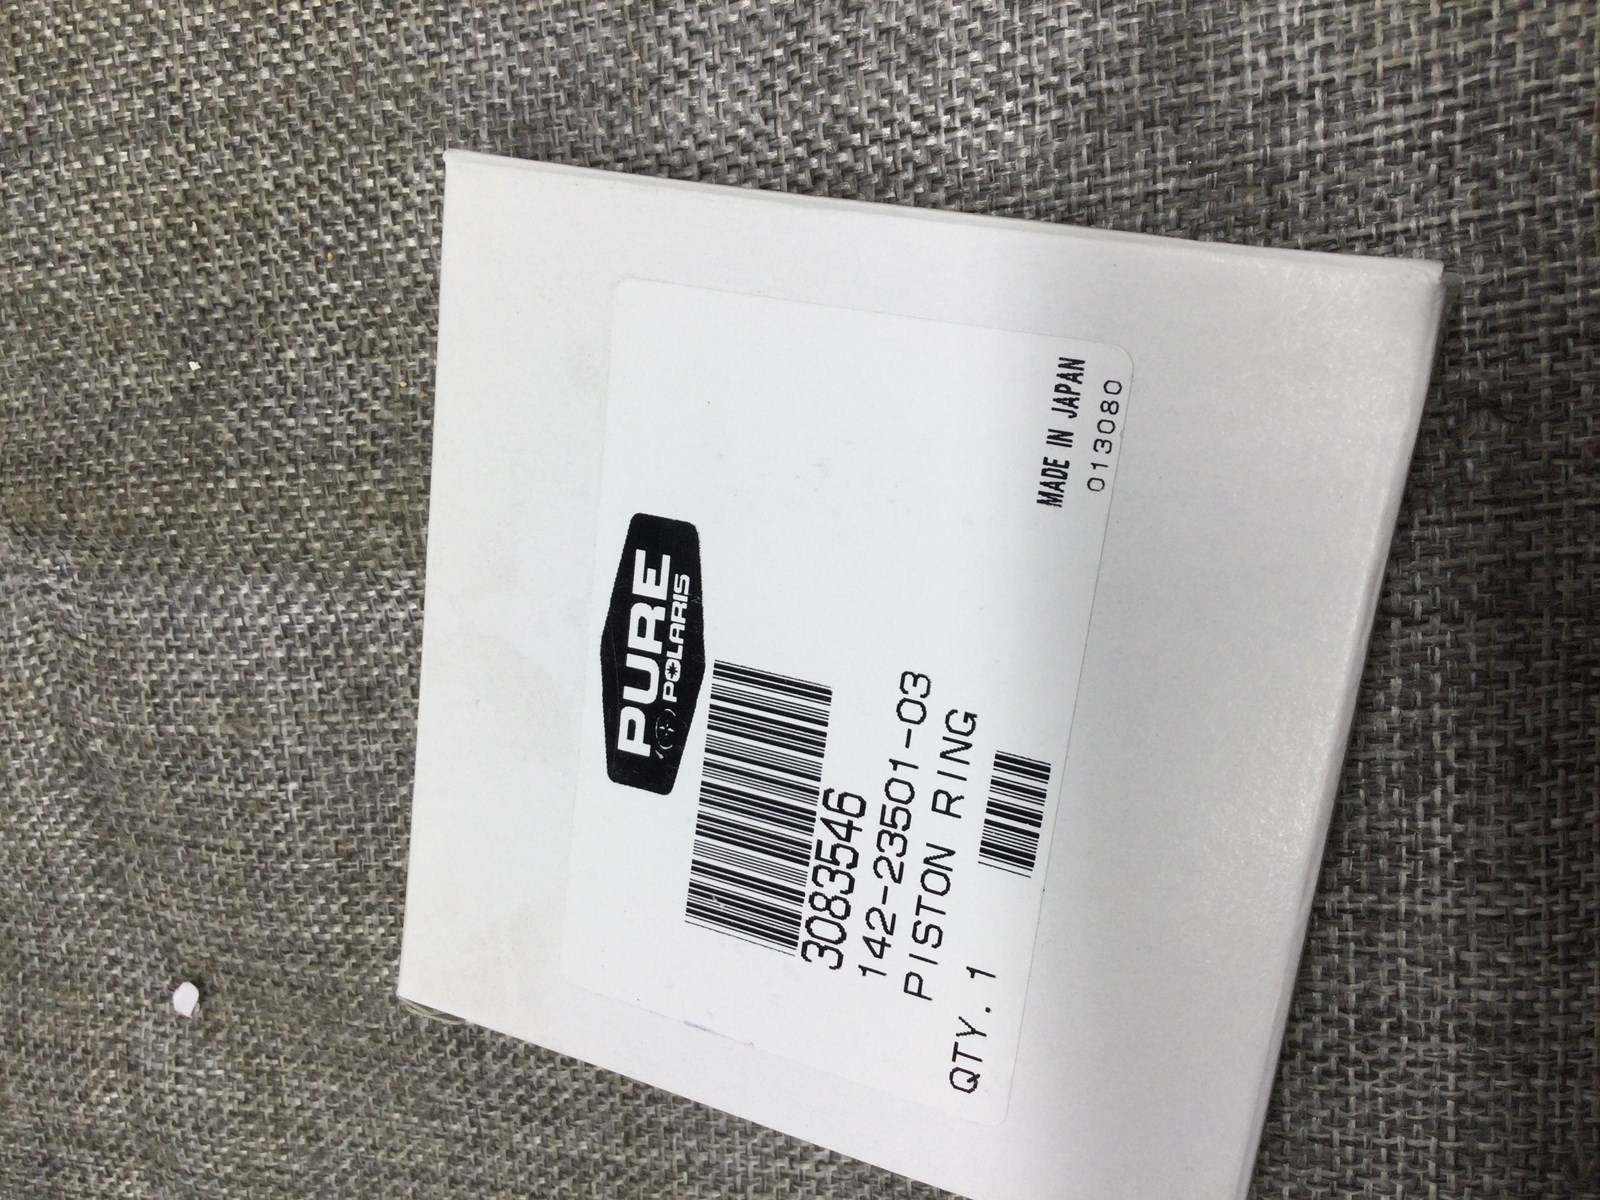 PURE
POLARIS
3083546
142-23501-03
PISTON RING
QTY. 1
MADE IN JAPAN
013080